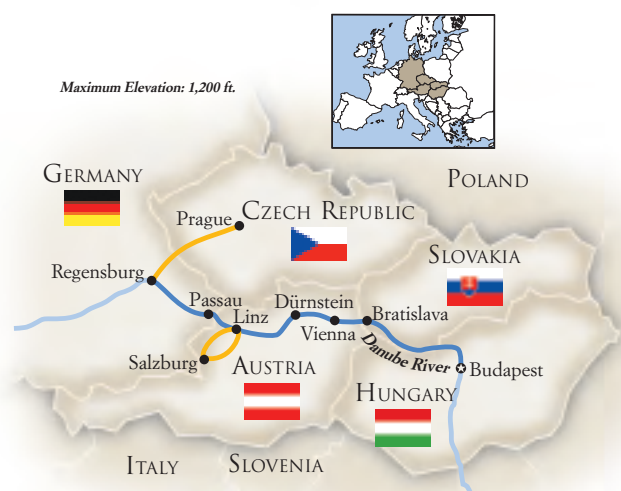 Maximum Elevation: 1,200 ft.
GERMANY
POLAND
Prague
CZECH REPUBLIC
SLOVAKIA
Regensburg
Passau
Dürnstein
Linz
Bratislava
Vienna
Danube River
Salzburg
AUSTRIA
Budapest
HUNGARY
ITALY
SLOVENIA